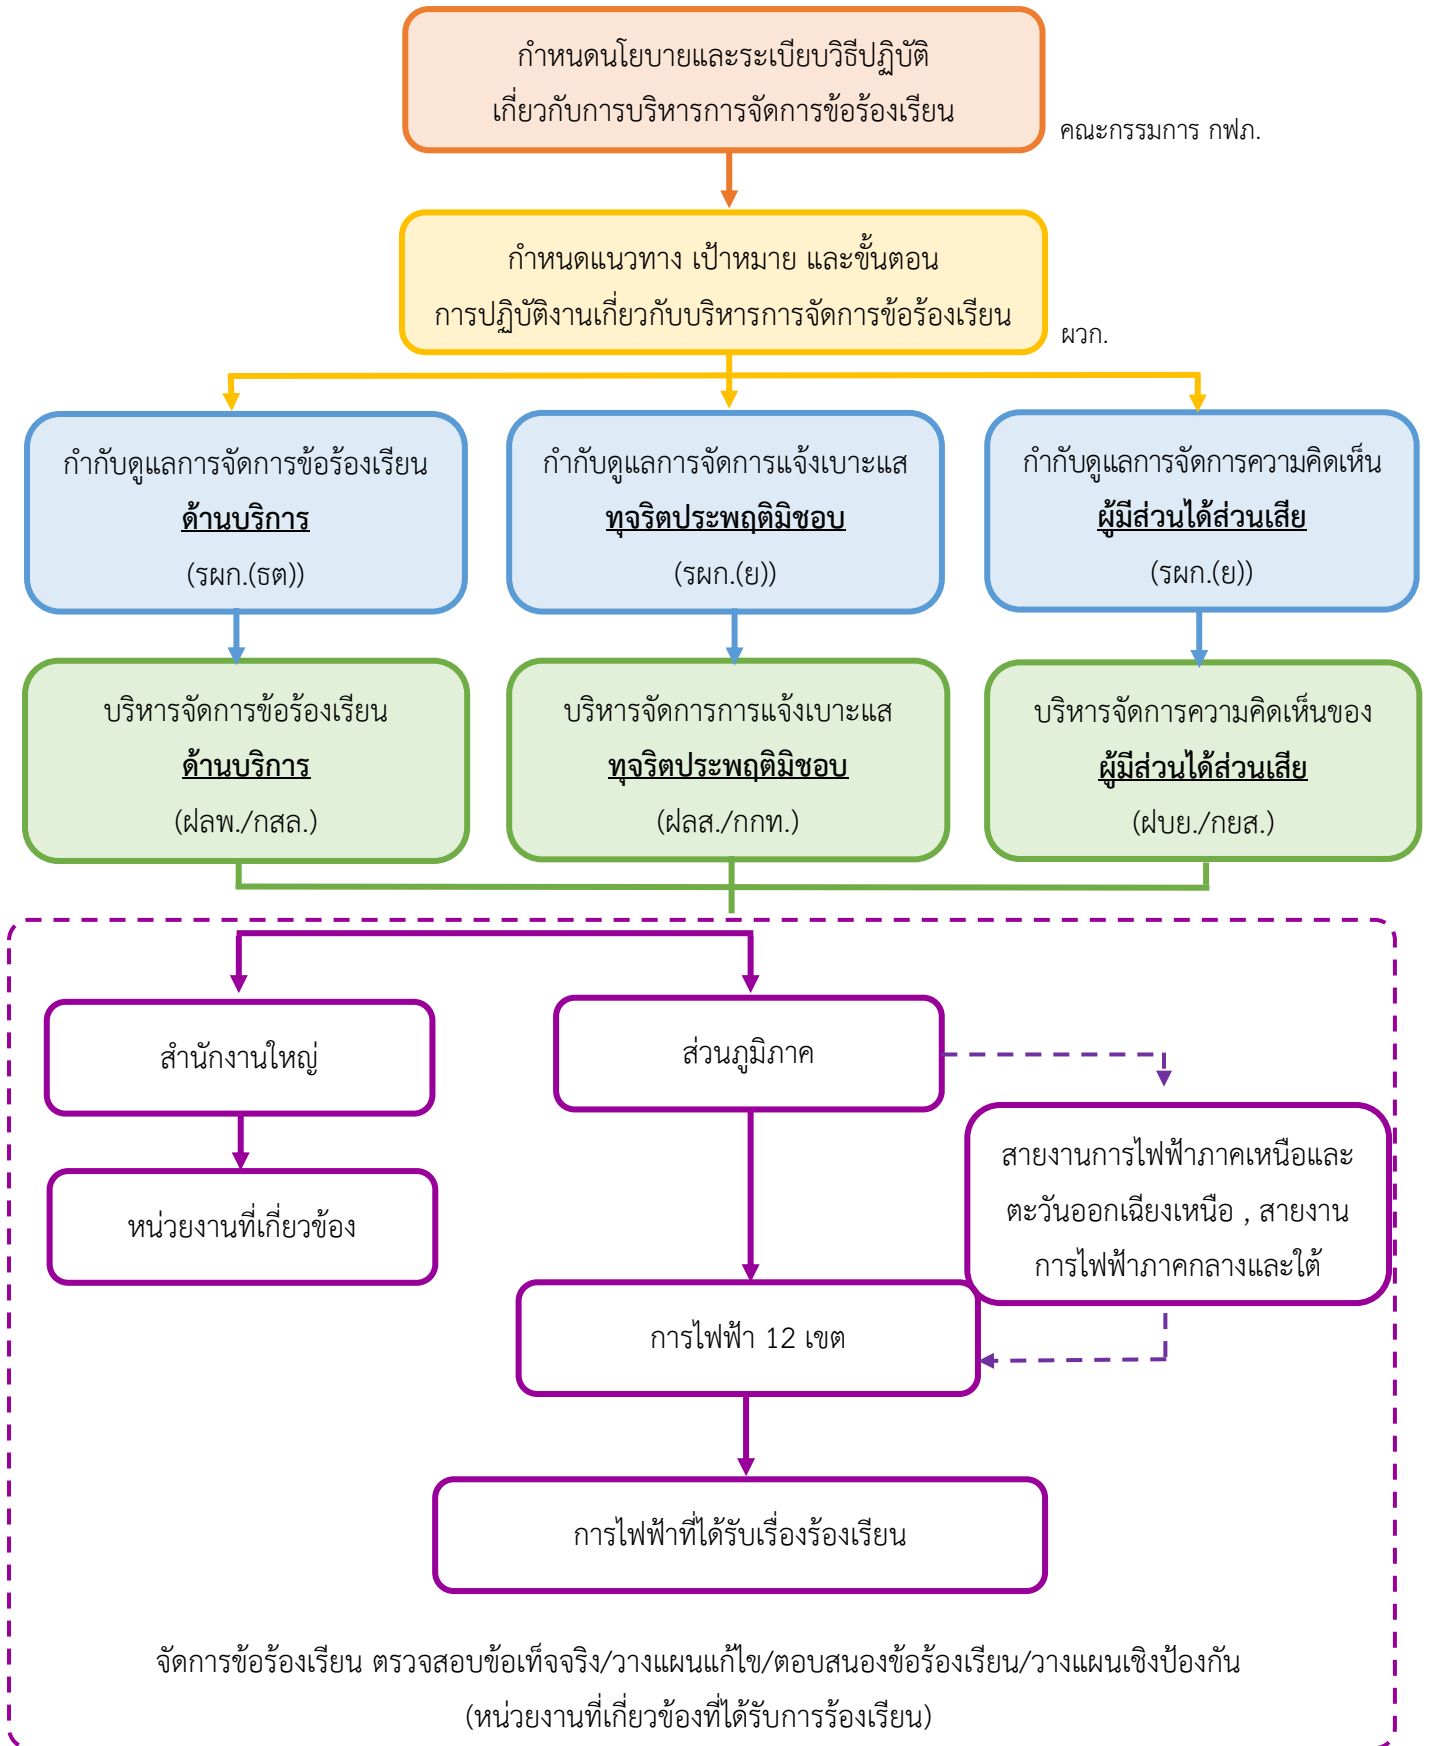 กำหนดนโยบายและระเบียบวิธีปฏิบัติ
เกี่ยวกับการบริหารการจัดการข้อร้องเรียน
คณะกรรมการ กฟภ.
กำหนดแนวทาง เป้าหมาย และขั้นตอน
การปฏิบัติงานเกี่ยวกับบริหารการจัดการข้อร้องเรียน
ผวก.
กำกับดูแลการจัดการข้อร้องเรียน
ด้านบริการ
(รผก.(ธต))
กำกับดูแลการจัดการแจ้งเบาะแส
ทุจริตประพฤติมิชอบ
(รผก.(ย))
กำกับดูแลการจัดการความคิดเห็น
ผู้มีส่วนได้ส่วนเสีย
(รผก.(ย))
บริหารจัดการข้อร้องเรียน
ด้านบริการ
(ฝลพ./กสล.)
บริหารจัดการการแจ้งเบาะแส
ทุจริตประพฤติมิชอบ
(ฝลส./กกท.)
บริหารจัดการความคิดเห็นของ
ผู้มีส่วนได้ส่วนเสีย
(ฝบย./กยส.)
สำนักงานใหญ่
ส่วนภูมิภาค
หน่วยงานที่เกี่ยวข้อง
สายงานการไฟฟ้าภาคเหนือและ
ตะวันออกเฉียงเหนือ , สายงาน
การไฟฟ้าภาคกลางและใต้
การไฟฟ้า 12 เขต
การไฟฟ้าที่ได้รับเรื่องร้องเรียน
จัดการข้อร้องเรียน ตรวจสอบข้อเท็จจริง/วางแผนแก้ไข/ตอบสนองข้อร้องเรียน/วางแผนเชิงป้องกัน
(หน่วยงานที่เกี่ยวข้องที่ได้รับการร้องเรียน)